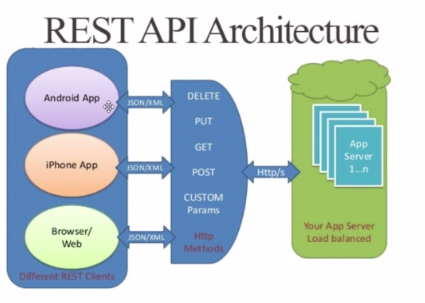 REST API Architecture
Android App
JSON/XML
iPhone App
JSON/XML
Browser/
Web
JSON/XML
Different REST Clients
DELETE
PUT
GET
POST
CUSTOM
Params
Http
Methods
Http/s
App
Server
1...n
Your App Server
Load balanced